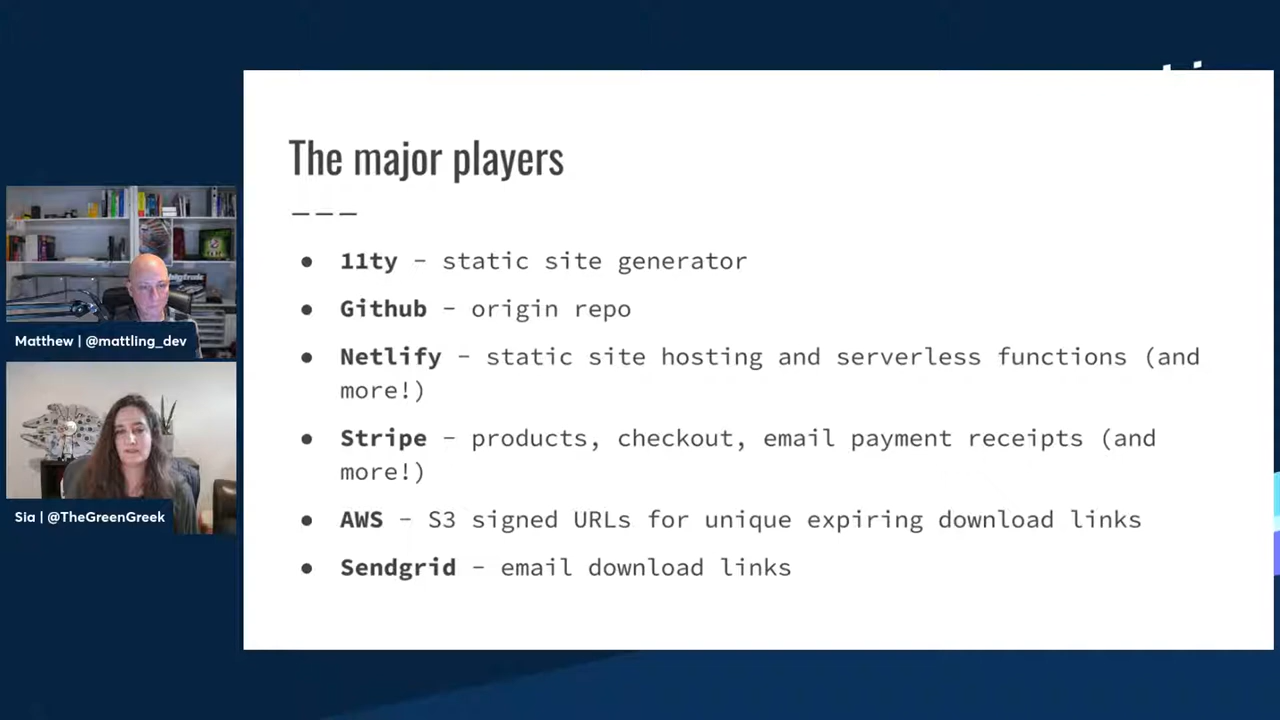 The major players
———
● 11ty – static site generator
● Github – origin repo
● Netlify – static site hosting and serverless functions (and
more!)
● Stripe – products, checkout, email payment receipts (and
more!)
● AWS – S3 signed URLs for unique expiring download links
● Sendgrid – email download links
Matthew | @mattling_dev
Sia | @TheGreenGreek